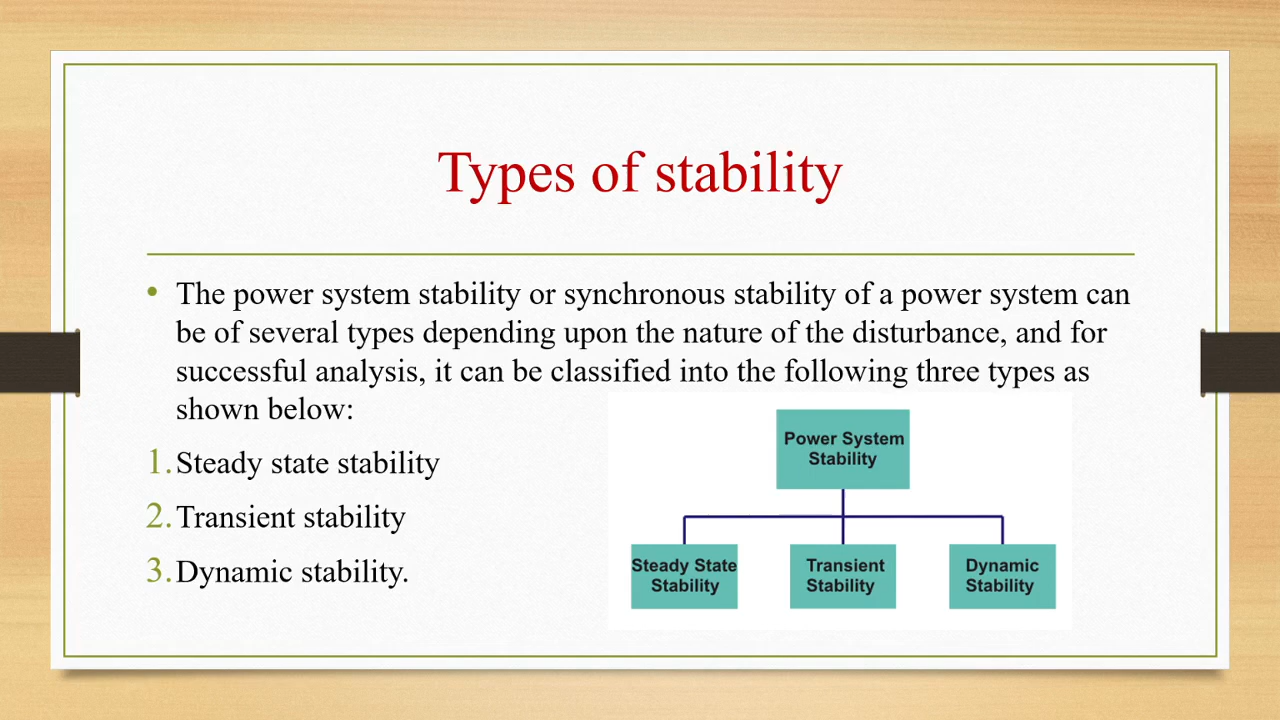 Types of stability
• The power system stability or synchronous stability of a power system can
be of several types depending upon the nature of the disturbance, and for
successful analysis, it can be classified into the following three types as
shown below:
1. Steady state stability
2. Transient stability
3. Dynamic stability.
Power System
Stability
Steady State
Stability
Transient
Stability
Dynamic
Stability